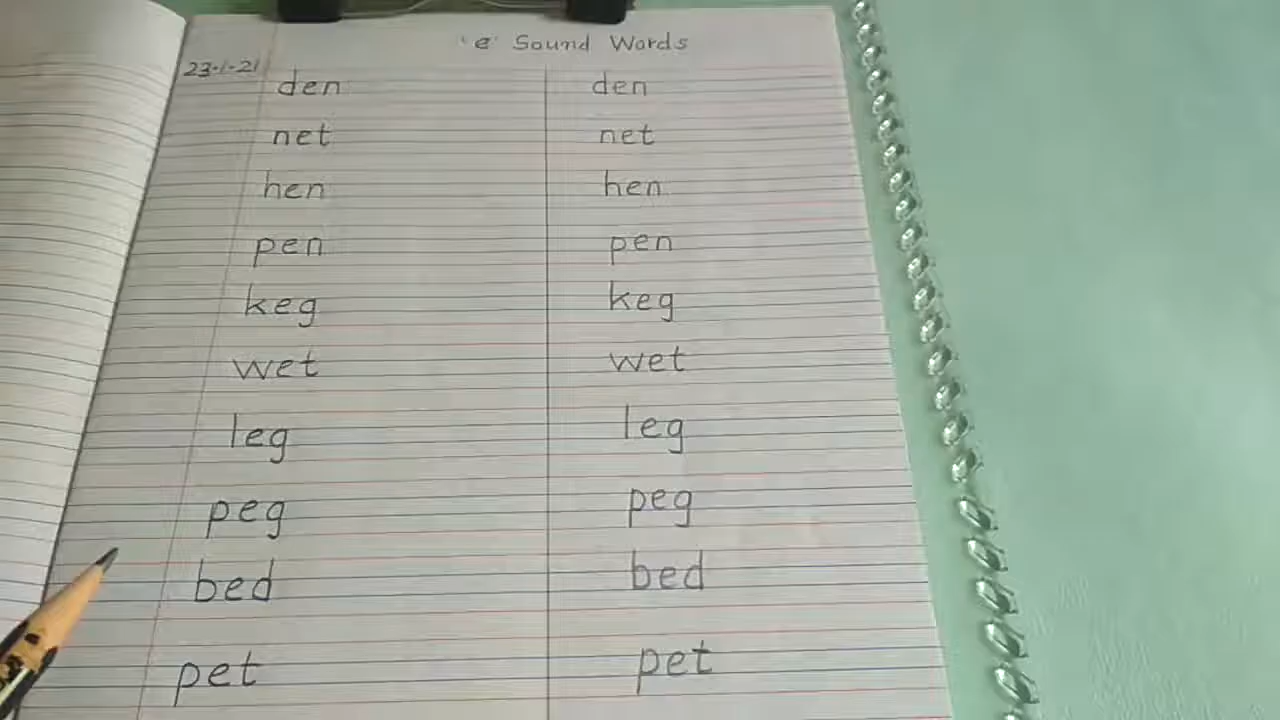 'e' Sound Words
23-1-21
den den
net net
hen hen
pen pen
keg keg
wet wet
leg leg
peg peg
bed bed
pet pet